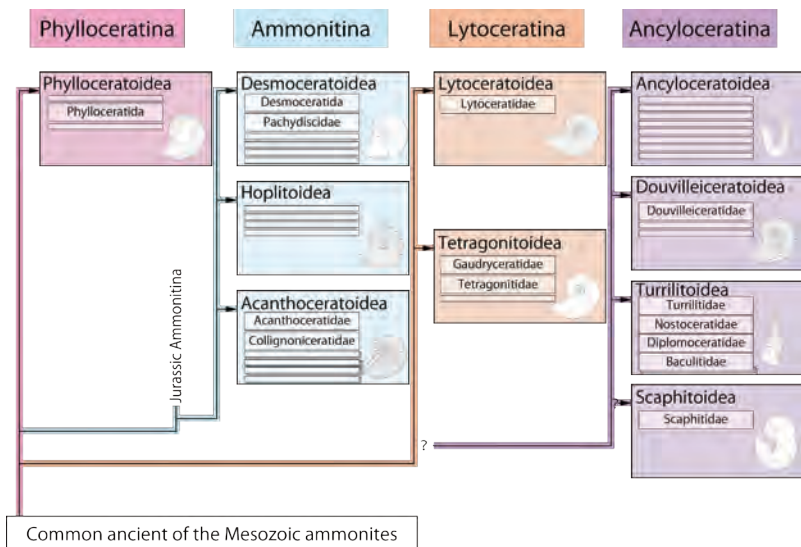 Phylloceratina
Ammonitina
Lytoceratina
Ancyloceratina
Phylloceratoidea
Phylloceratida
Desmoceratoidea
Desmoceratida
Pachydiscidae
Hoplitoidea
Acanthoceratoidea
Acanthoceratidae
Collignoniceratidae
Jurassic Ammonitina
Lytoceratoidea
Lytoceratidae
Tetragonitoidea
Gaudryceratidae
Tetragonitidae
Ancyloceratoidea
Douvilleiceratoidea
Douvilleiceratidae
Turrilitoidea
Turrilitidae
Nostoceratidae
Diplomoceratidae
Baculitidae
?
Scaphitoidea
Scaphitidae
?
Common ancient of the Mesozoic ammonites